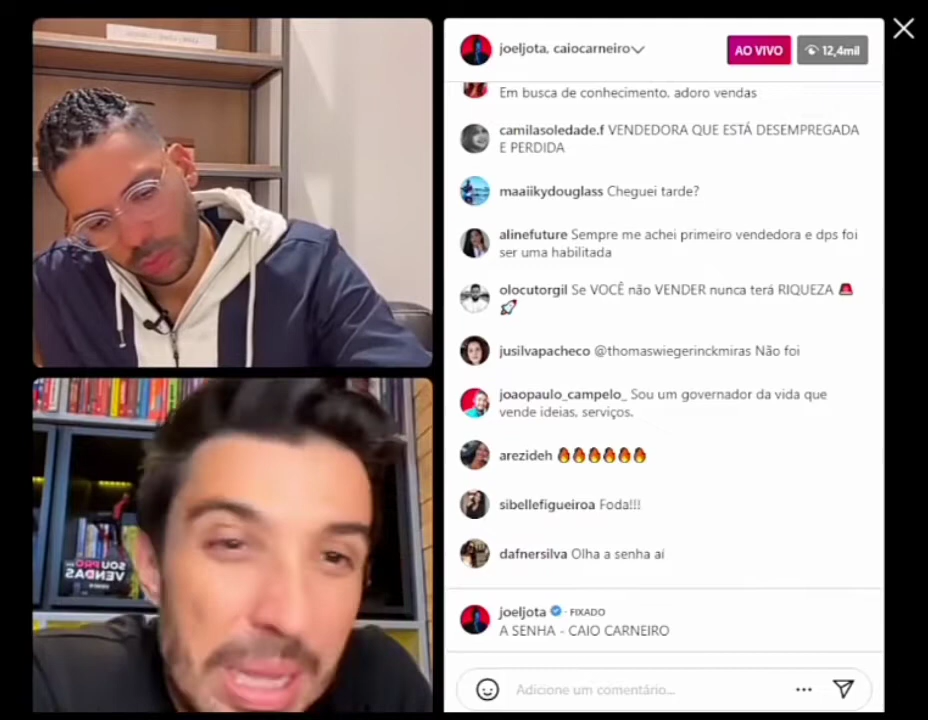 joeljota, caiocarneiro
AO VIVO
12,4mil
Em busca de conhecimento, adoro vendas
camilasoledade.f VENDEDORA QUE ESTÁ DESEMPREGADA
E PERDIDA
maaiikydouglass Cheguei tarde?
alinefuture Sempre me achei primeiro vendedora e dps foi
ser uma habilitada
olocutorgil Se VOCÊ não VENDER nunca terá RIQUEZA 🚨
🚀
jusilvapacheco @thomaswiegerinckmiras Não foi
joaopaulo_campelo_ Sou um governador da vida que
vende ideias, serviços.
arezideh 🔥🔥🔥🔥🔥🔥
sibellefigueiroa Foda!!!
dafnersilva Olha a senha aí
joeljota · FIXADO
A SENHA - CAIO CARNEIRO
Adicione um comentário...
SOU PRO
VENDAS